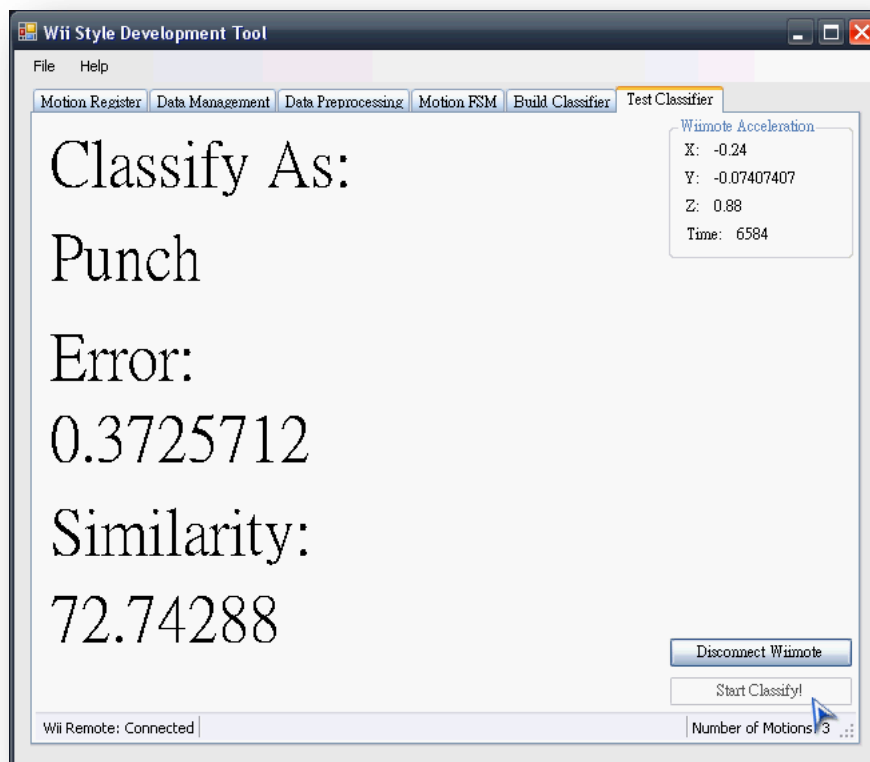 Wii Style Development Tool
File Help
Motion Register Data Management Data Preprocessing Motion FSM Build Classifier Test Classifier
Classify As:
Punch
Error:
0.3725712
Similarity:
72.74288
Wiimote Acceleration
X: -0.24
Y: -0.07407407
Z: 0.88
Time: 6584
Disconnect Wiimote
Start Classify!
Wii Remote: Connected
Number of Motions: 3